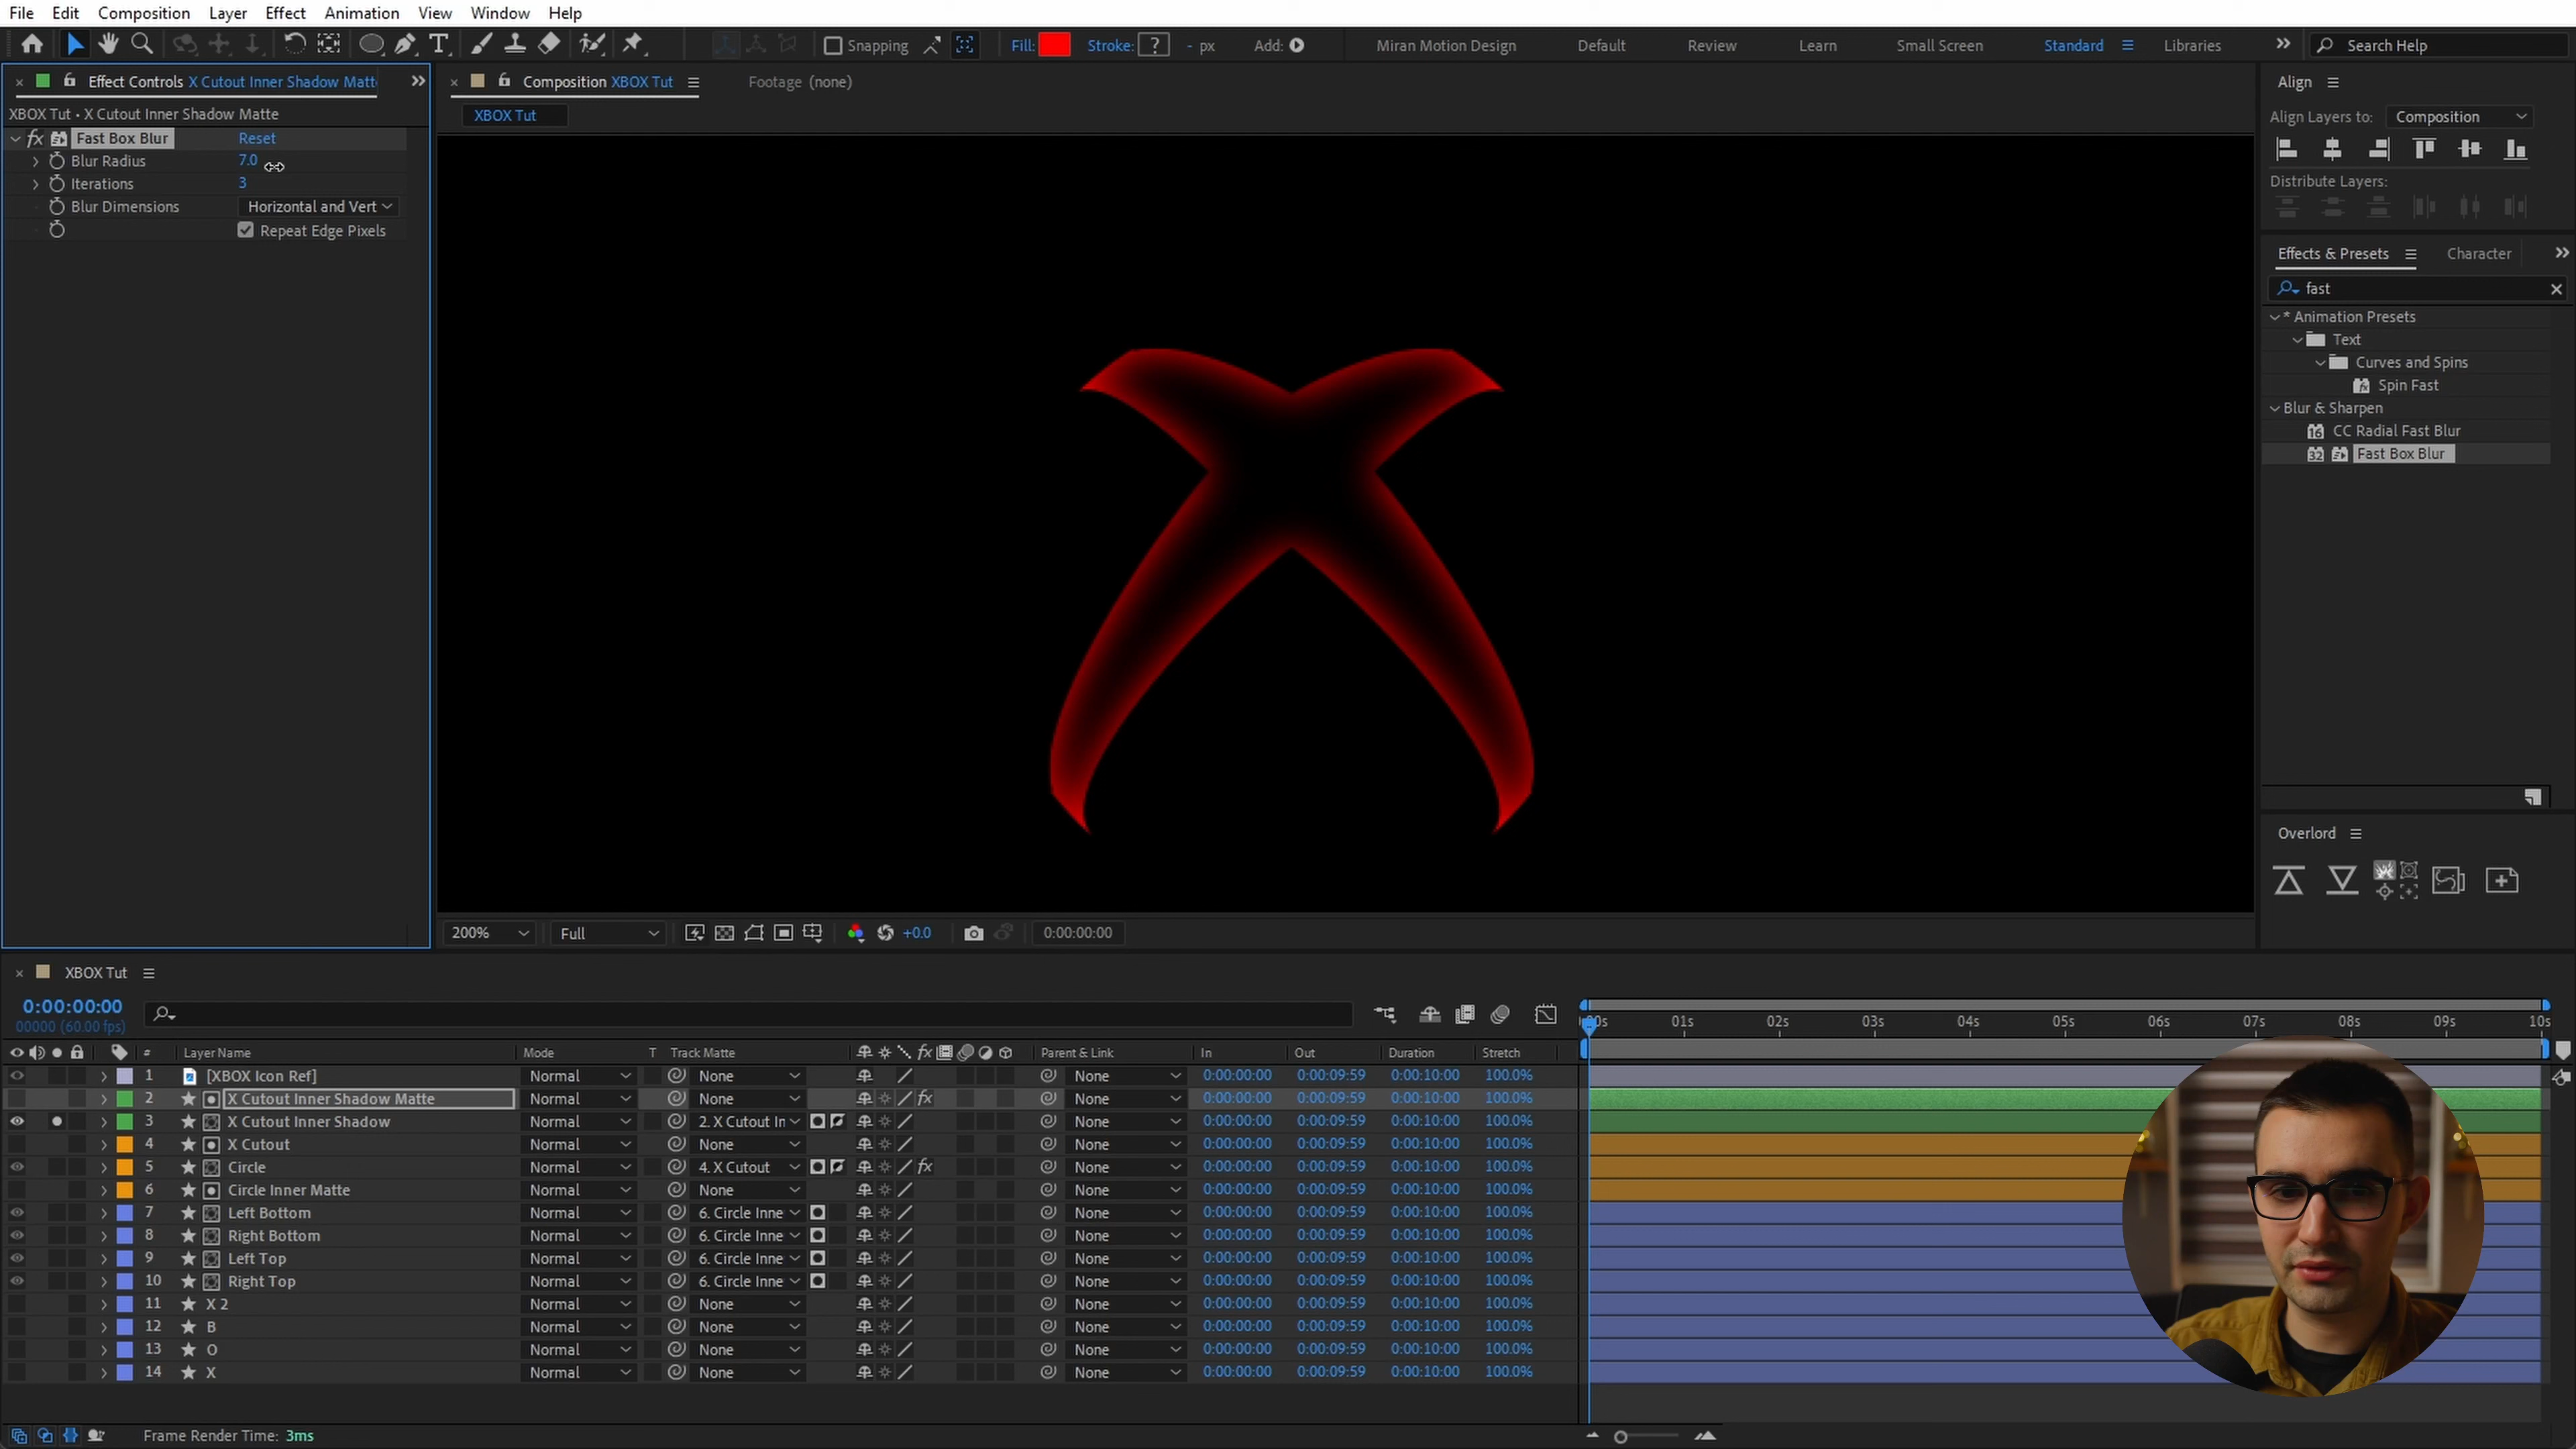 File Edit Composition Layer Effect Animation View Window Help
Snapping Fill: Stroke: ? - px Add: Miran Motion Design Default Review Learn Small Screen Standard Libraries Search Help
Effect Controls X Cutout Inner Shadow Matt
Composition XBOX Tut Footage (none)
XBOX Tut • X Cutout Inner Shadow Matte
XBOX Tut
fx Fast Box Blur Reset
Blur Radius 7.0
Iterations 3
Blur Dimensions Horizontal and Vert
Repeat Edge Pixels
Align
Align Layers to: Composition
Distribute Layers:
Effects & Presets Character
fast
* Animation Presets
Text
Curves and Spins
Spin Fast
Blur & Sharpen
16 CC Radial Fast Blur
32 Fast Box Blur
Overlord
200% Full +0.0 0:00:00:00
XBOX Tut
0:00:00:00
00000 (60.00 fps)
:00s 01s 02s 03s 04s 05s 06s 07s 08s 09s 10s
# Layer Name Mode T Track Matte fx Parent & Link In Out Duration Stretch
1 [XBOX Icon Ref] Normal None None 0:00:00:00 0:00:09:59 0:00:10:00 100.0%
2 X Cutout Inner Shadow Matte Normal None fx None 0:00:00:00 0:00:09:59 0:00:10:00 100.0%
3 X Cutout Inner Shadow Normal 2. X Cutout Ir None 0:00:00:00 0:00:09:59 0:00:10:00 100.0%
4 X Cutout Normal None None 0:00:00:00 0:00:09:59 0:00:10:00 100.0%
5 Circle Normal 4. X Cutout fx None 0:00:00:00 0:00:09:59 0:00:10:00 100.0%
6 Circle Inner Matte Normal None None 0:00:00:00 0:00:09:59 0:00:10:00 100.0%
7 Left Bottom Normal 6. Circle Inne None 0:00:00:00 0:00:09:59 0:00:10:00 100.0%
8 Right Bottom Normal 6. Circle Inne None 0:00:00:00 0:00:09:59 0:00:10:00 100.0%
9 Left Top Normal 6. Circle Inne None 0:00:00:00 0:00:09:59 0:00:10:00 100.0%
10 Right Top Normal 6. Circle Inne None 0:00:00:00 0:00:09:59 0:00:10:00 100.0%
11 X 2 Normal None None 0:00:00:00 0:00:09:59 0:00:10:00 100.0%
12 B Normal None None 0:00:00:00 0:00:09:59 0:00:10:00 100.0%
13 O Normal None None 0:00:00:00 0:00:09:59 0:00:10:00 100.0%
14 X Normal None None 0:00:00:00 0:00:09:59 0:00:10:00 100.0%
Frame Render Time: 3ms